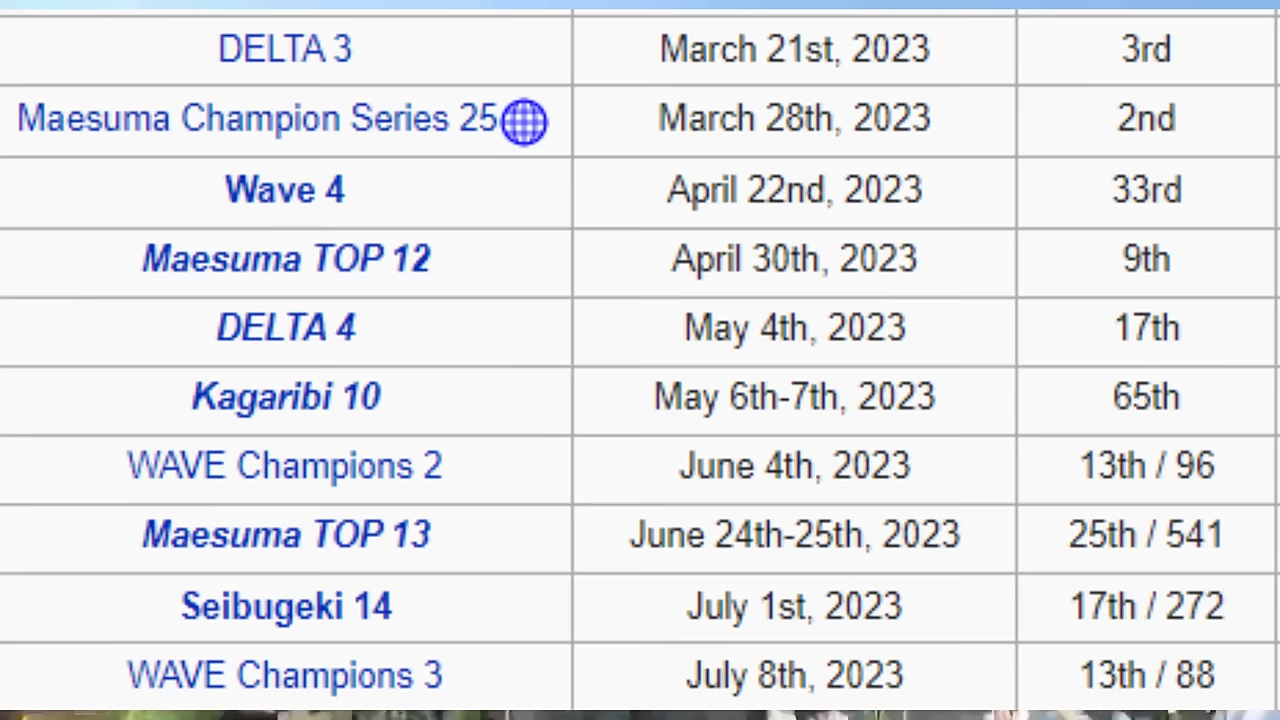 DELTA 3 March 21st, 2023 3rd
Maesuma Champion Series 25 March 28th, 2023 2nd
Wave 4 April 22nd, 2023 33rd
Maesuma TOP 12 April 30th, 2023 9th
DELTA 4 May 4th, 2023 17th
Kagaribi 10 May 6th-7th, 2023 65th
WAVE Champions 2 June 4th, 2023 13th / 96
Maesuma TOP 13 June 24th-25th, 2023 25th / 541
Seibugeki 14 July 1st, 2023 17th / 272
WAVE Champions 3 July 8th, 2023 13th / 88